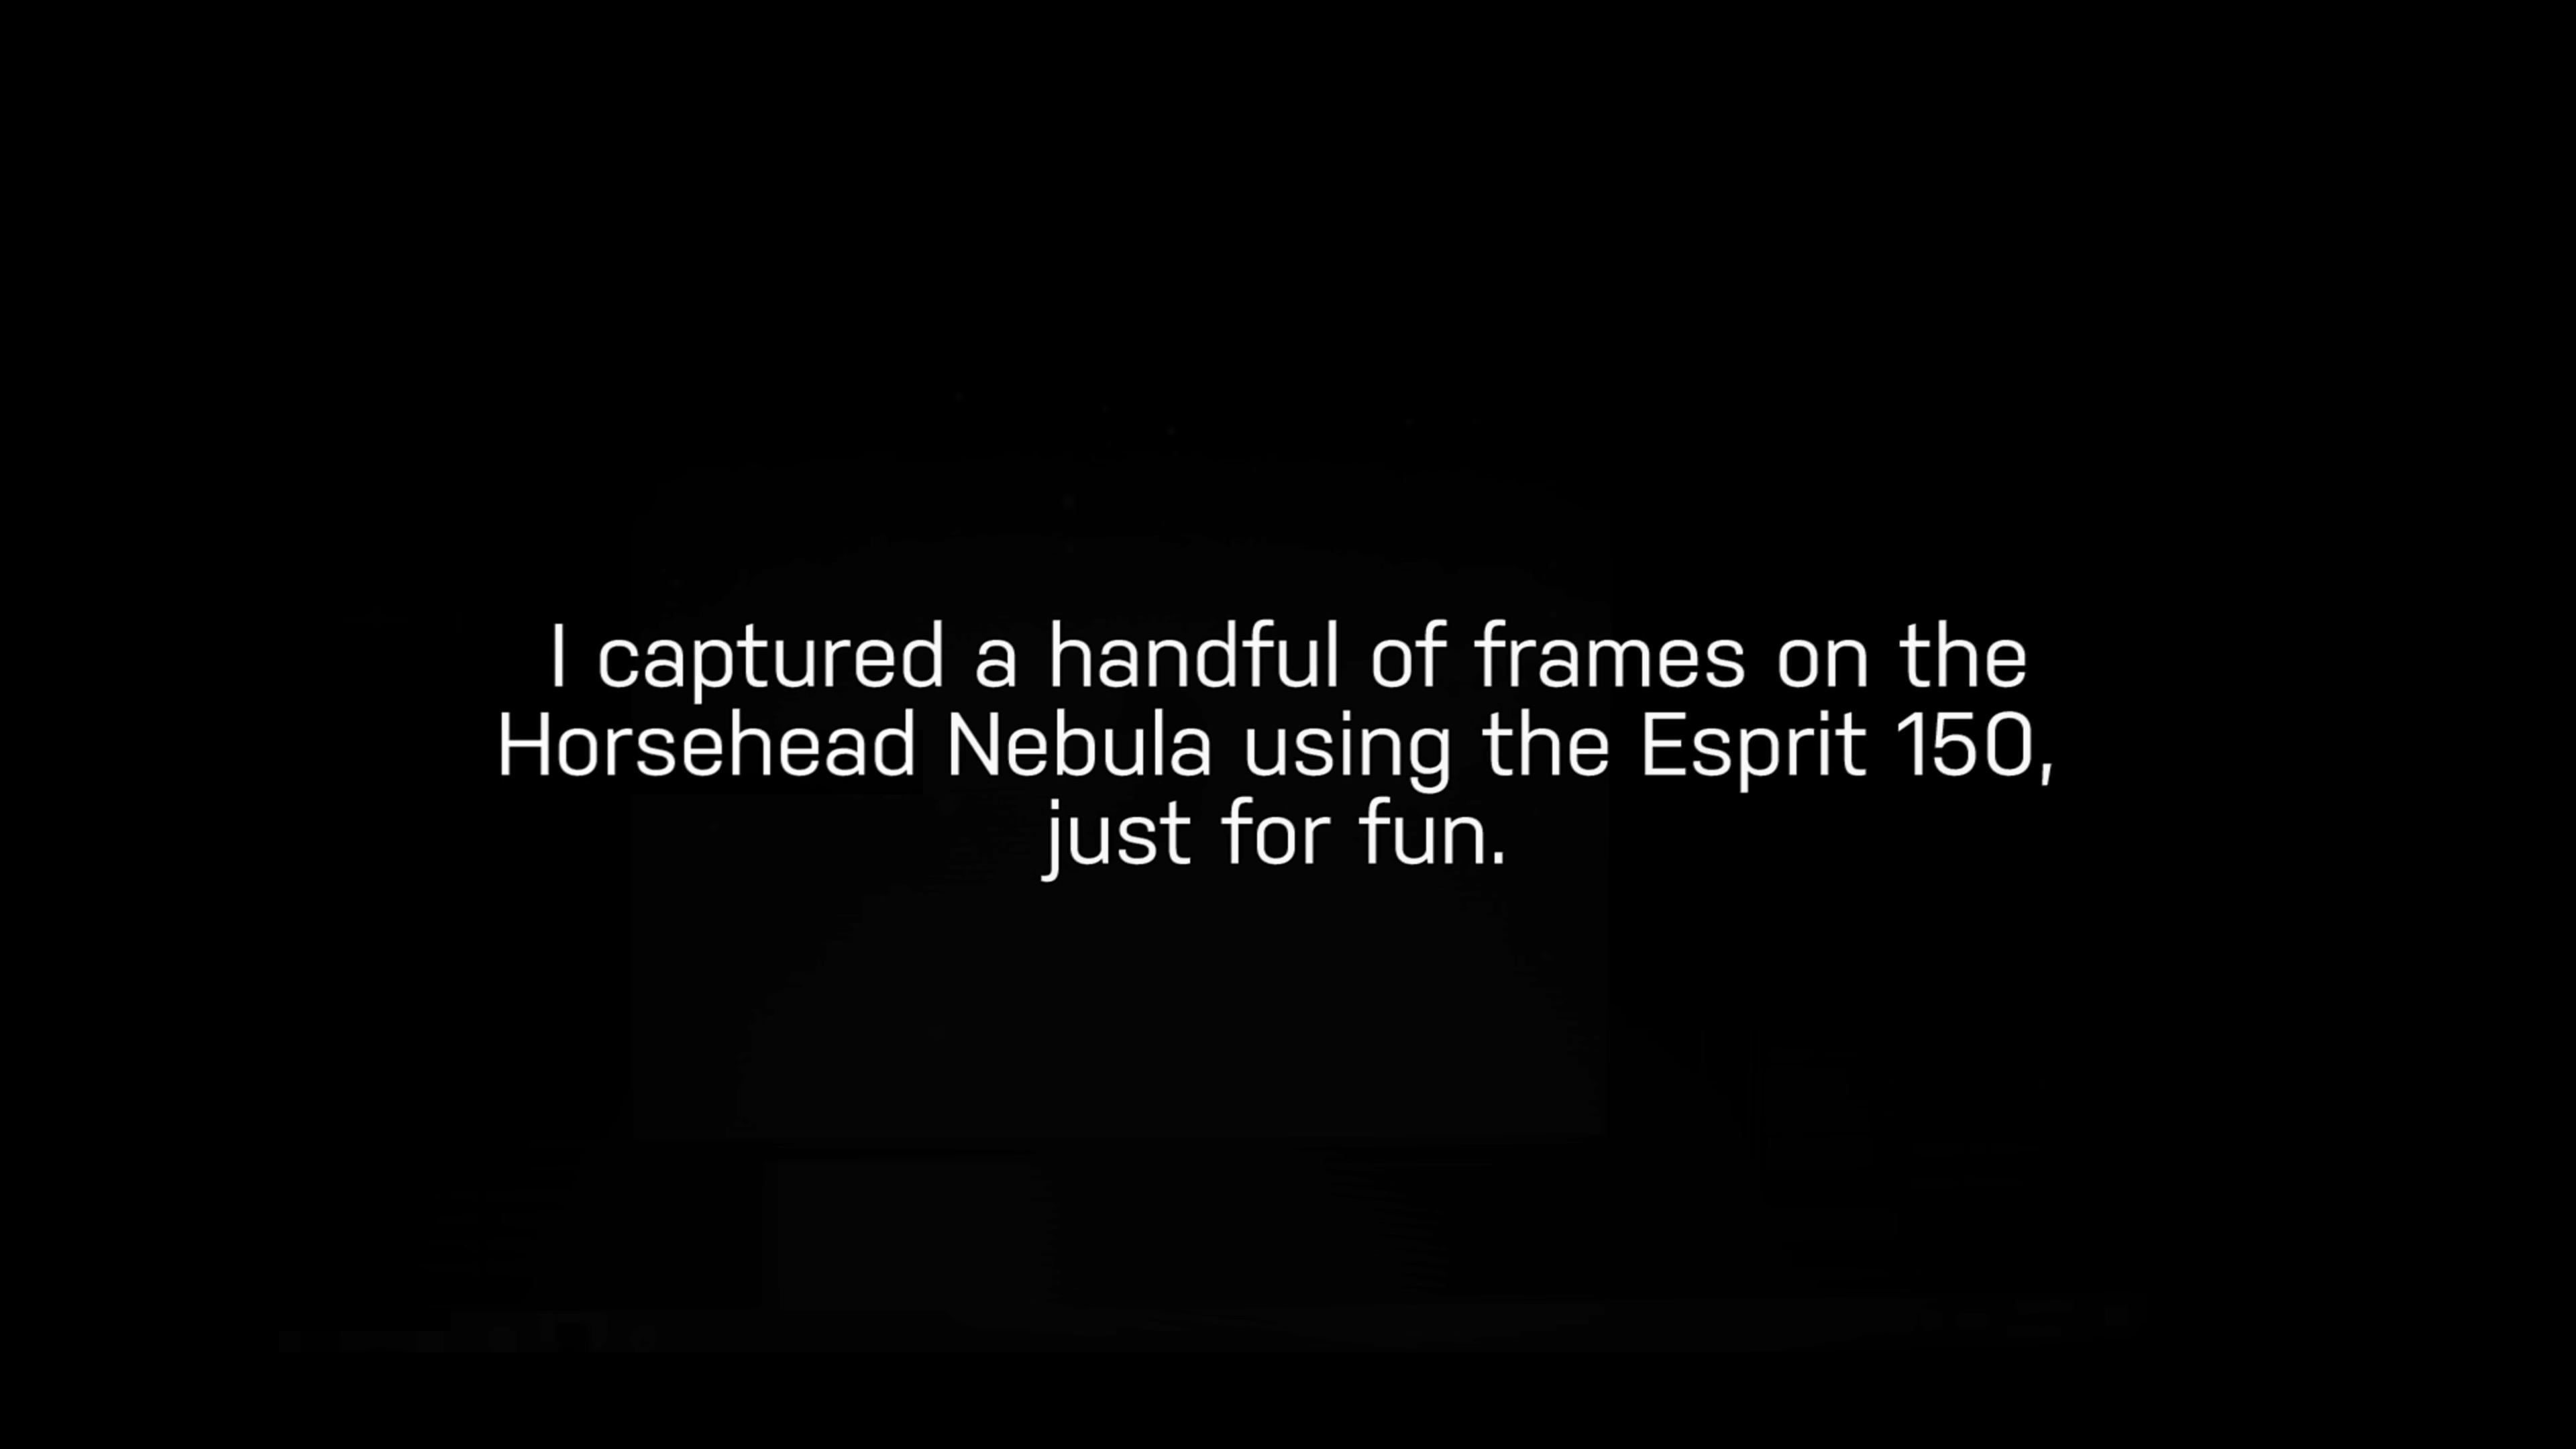 I captured a handful of frames on the
Horsehead Nebula using the Esprit 150,
just for fun.